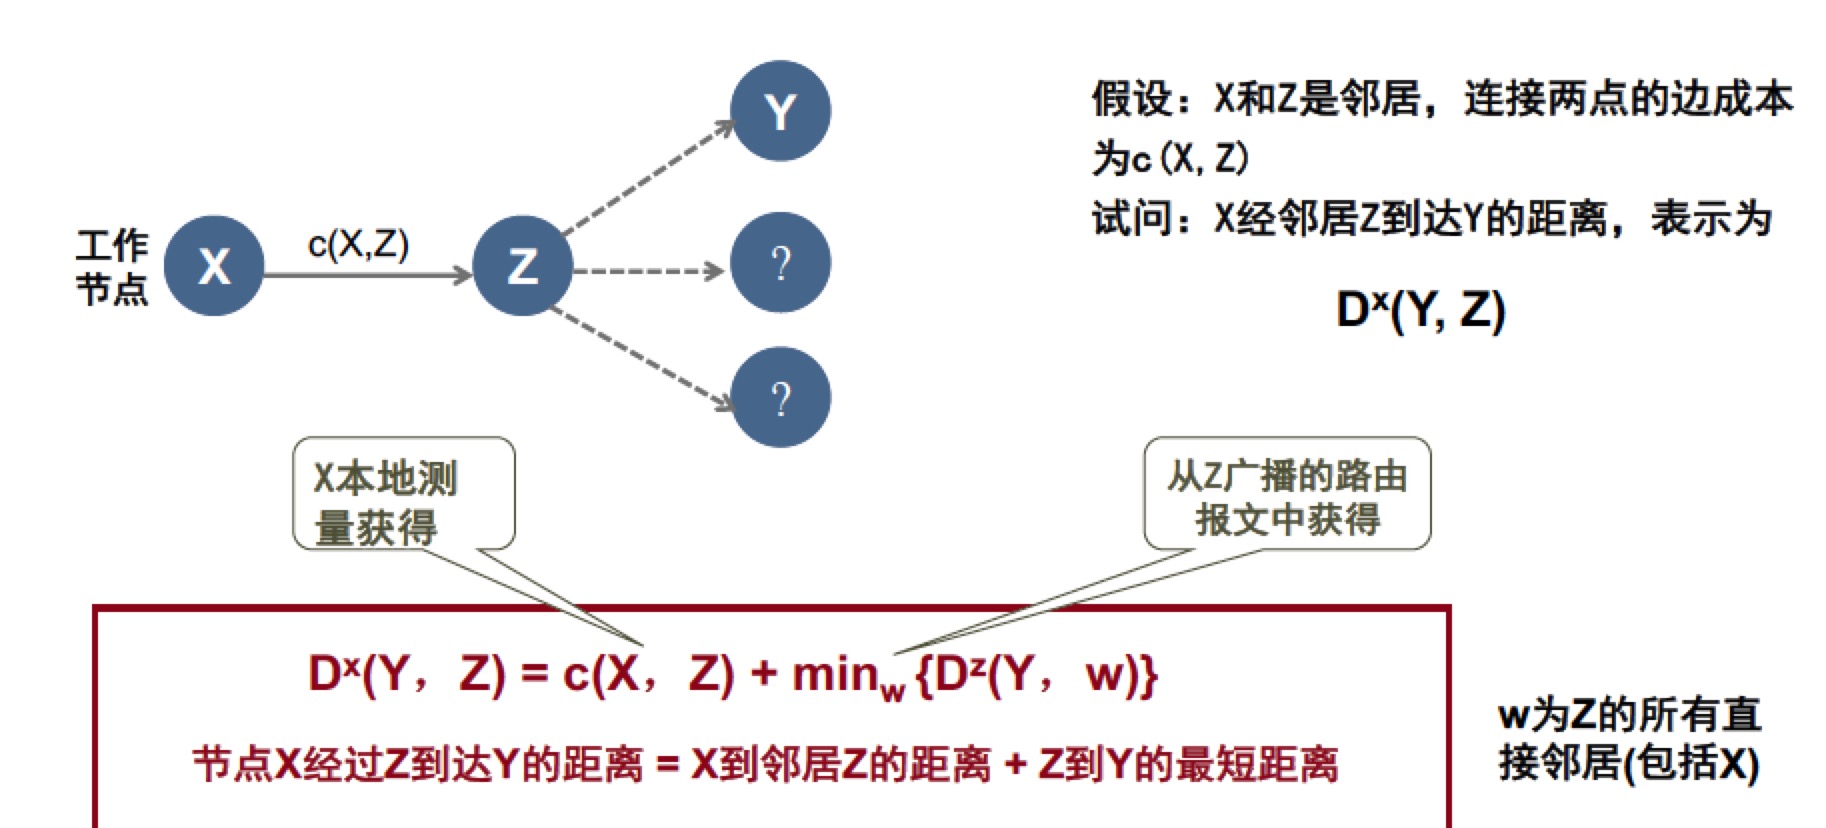 Y
假设：X和Z是邻居，连接两点的边成本
为c(X,Z)
试问：X经邻居Z到达Y的距离，表示为
Dˣ(Y, Z)
工作
节点
X
c(X,Z)
Z
?
?
X本地测
量获得
从Z广播的路由
报文中获得
Dˣ(Y，Z) = c(X，Z) + min_w {Dᶻ(Y，w)}
节点X经过Z到达Y的距离 = X到邻居Z的距离 + Z到Y的最短距离
w为Z的所有直
接邻居(包括X)